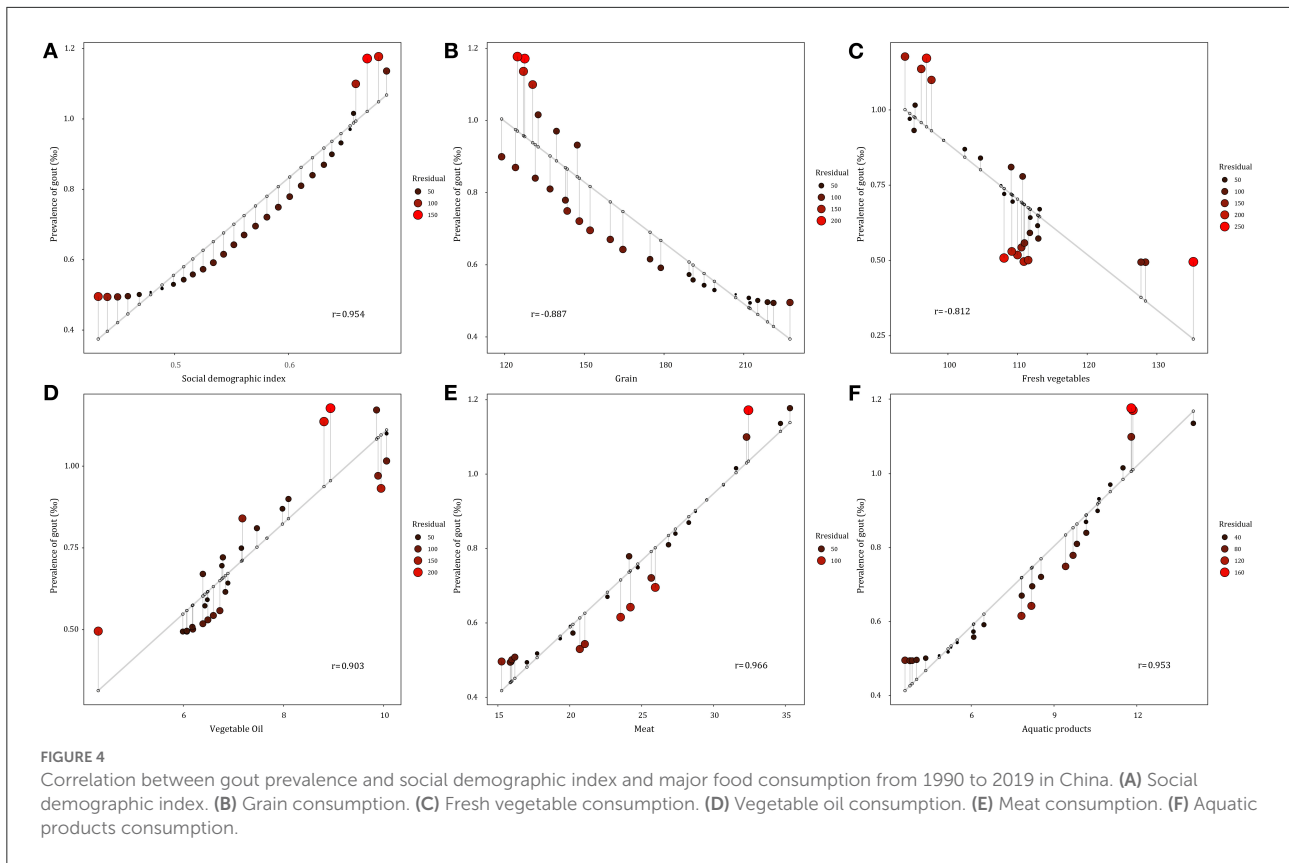 A
B
C
1.2
1.0
0.8
0.6
0.4
Prevalence of gout (‰)
0.5
0.6
Social demographic index
r=0.954
Rresidual
50
100
150
1.2
1.0
0.8
0.6
0.4
Prevalence of gout (‰)
120
150
180
210
Grain
r=-0.887
Rresidual
50
100
150
200
1.00
0.75
0.50
0.25
Prevalence of gout (‰)
100
110
120
130
Fresh vegetables
r=-0.812
Rresidual
50
100
150
200
250
D
E
F
1.00
0.75
0.50
Prevalence of gout (‰)
6
8
10
Vegetable Oil
r=0.903
Rresidual
50
100
150
200
1.2
1.0
0.8
0.6
0.4
Prevalence of gout (‰)
15
20
25
30
35
Meat
r=0.966
Rresidual
50
100
1.2
1.0
0.8
0.6
0.4
Prevalence of gout (‰)
6
9
12
Aquatic products
r=0.953
Rresidual
40
80
120
160
FIGURE 4
Correlation between gout prevalence and social demographic index and major food consumption from 1990 to 2019 in China. (A) Social
demographic index. (B) Grain consumption. (C) Fresh vegetable consumption. (D) Vegetable oil consumption. (E) Meat consumption. (F) Aquatic
products consumption.